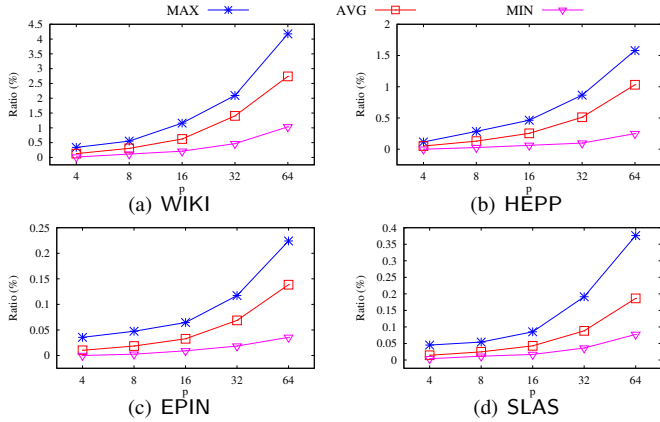 MAX AVG MIN
Ratio (%)
4.5
4
3.5
3
2.5
2
1.5
1
0.5
0
4 8 16 32 64
p
(a) WIKI
Ratio (%)
2
1.5
1
0.5
0
4 8 16 32 64
p
(b) HEPP
Ratio (%)
0.25
0.2
0.15
0.1
0.05
0
4 8 16 32 64
p
(c) EPIN
Ratio (%)
0.4
0.35
0.3
0.25
0.2
0.15
0.1
0.05
0
4 8 16 32 64
p
(d) SLAS